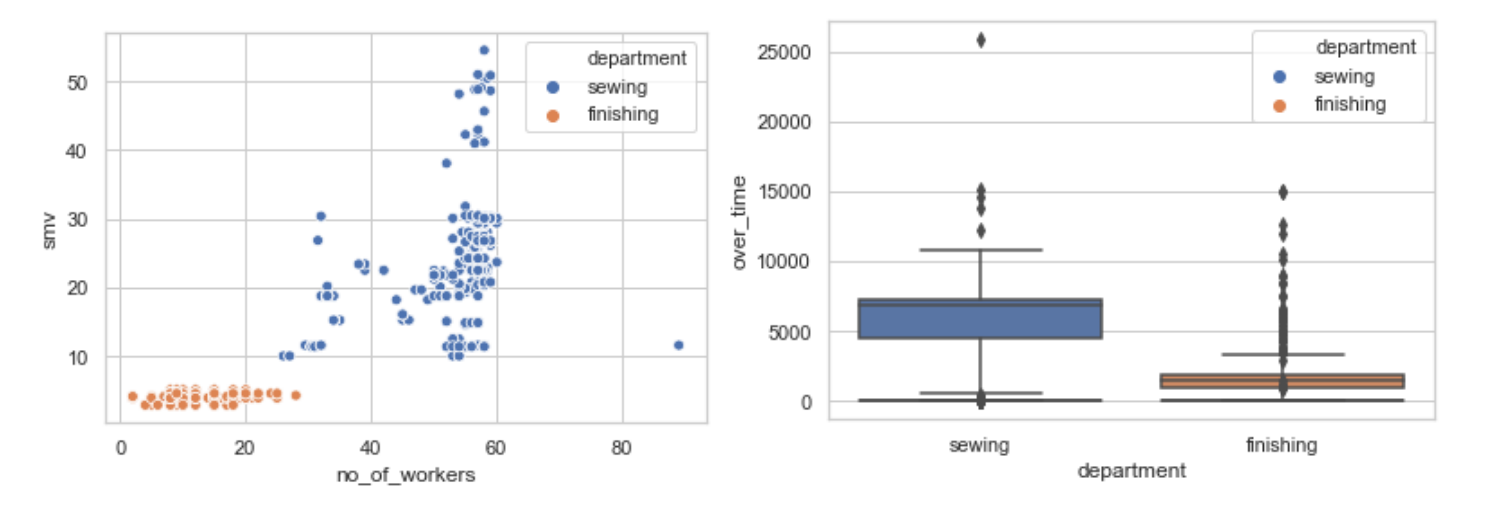 department
sewing
finishing
50
40
30
20
10
smv
0
20
40
60
80
no_of_workers
department
sewing
finishing
25000
20000
15000
10000
5000
0
over_time
sewing
finishing
department